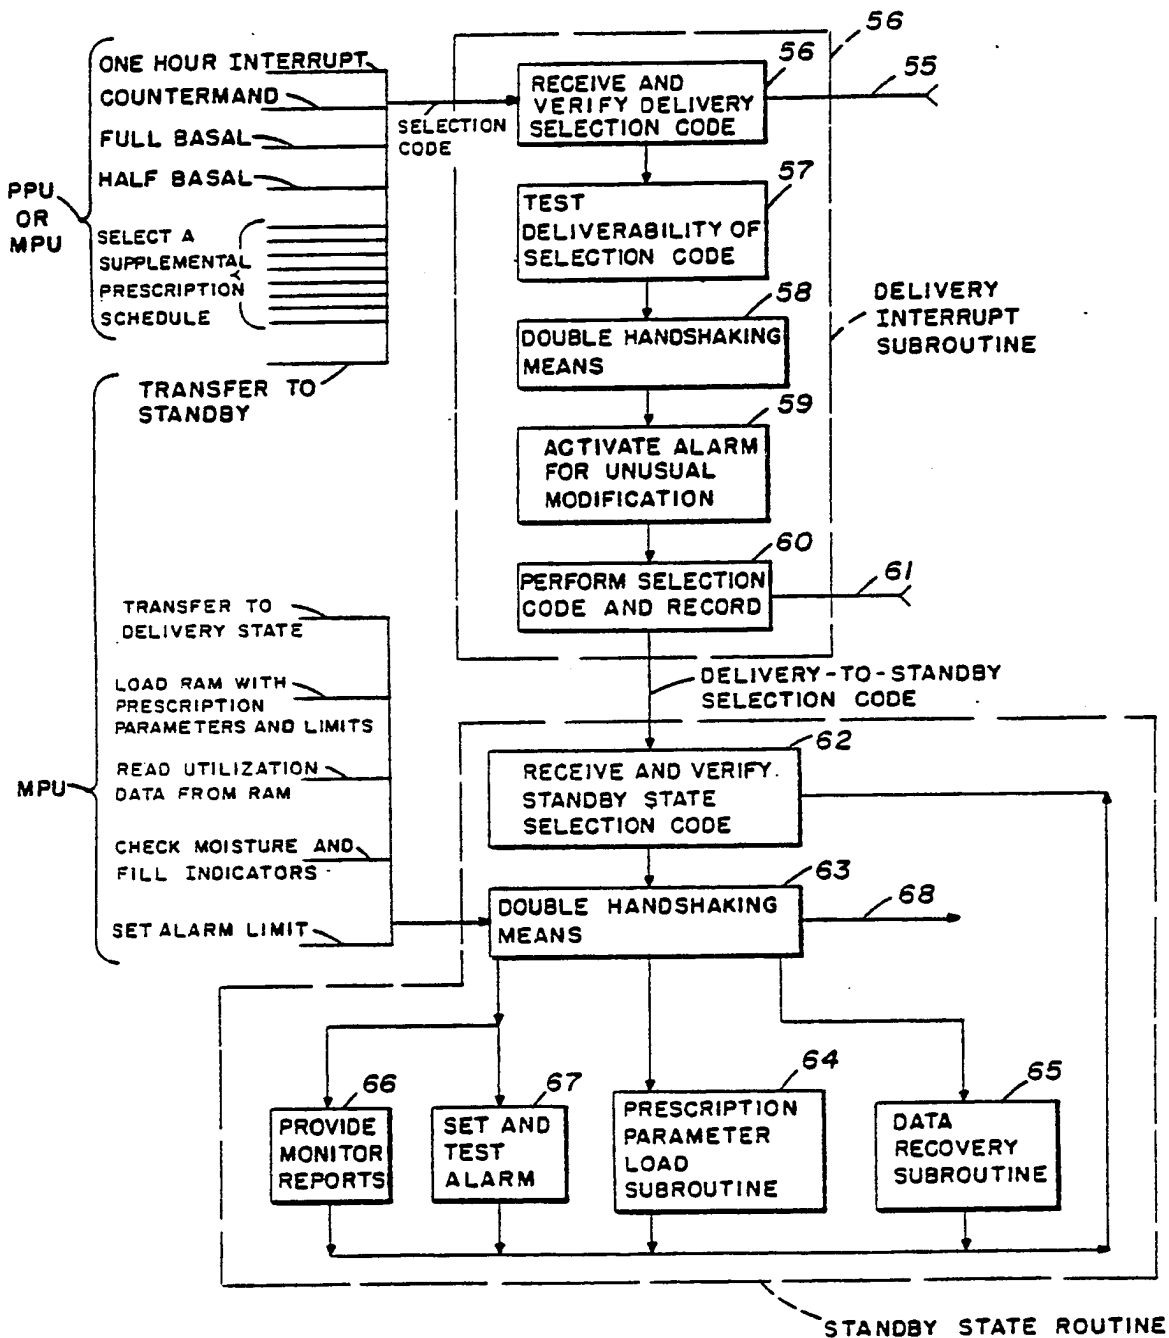 ONE HOUR INTERRUPT
COUNTERMAND
FULL BASAL
HALF BASAL
PPU
OR
MPU
SELECT A
SUPPLEMENTAL
PRESCRIPTION
SCHEDULE
TRANSFER TO
STANDBY
SELECTION
CODE
56
56
RECEIVE AND
VERIFY DELIVERY
SELECTION CODE
55
57
TEST
DELIVERABILITY OF
SELECTION CODE
58
DOUBLE HANDSHAKING
MEANS
DELIVERY
INTERRUPT
SUBROUTINE
59
ACTIVATE ALARM
FOR UNUSUAL
MODIFICATION
60
PERFORM SELECTION
CODE AND RECORD
61
DELIVERY-TO-STANDBY
SELECTION CODE
MPU
TRANSFER TO
DELIVERY STATE
LOAD RAM WITH
PRESCRIPTION
PARAMETERS AND LIMITS
READ UTILIZATION
DATA FROM RAM
CHECK MOISTURE AND
FILL INDICATORS
SET ALARM LIMIT
62
RECEIVE AND VERIFY.
STANDBY STATE
SELECTION CODE
63
DOUBLE HANDSHAKING
MEANS
68
66
PROVIDE
MONITOR
REPORTS
67
SET AND
TEST
ALARM
64
PRESCRIPTION
PARAMETER
LOAD
SUBROUTINE
65
DATA
RECOVERY
SUBROUTINE
STANDBY STATE ROUTINE